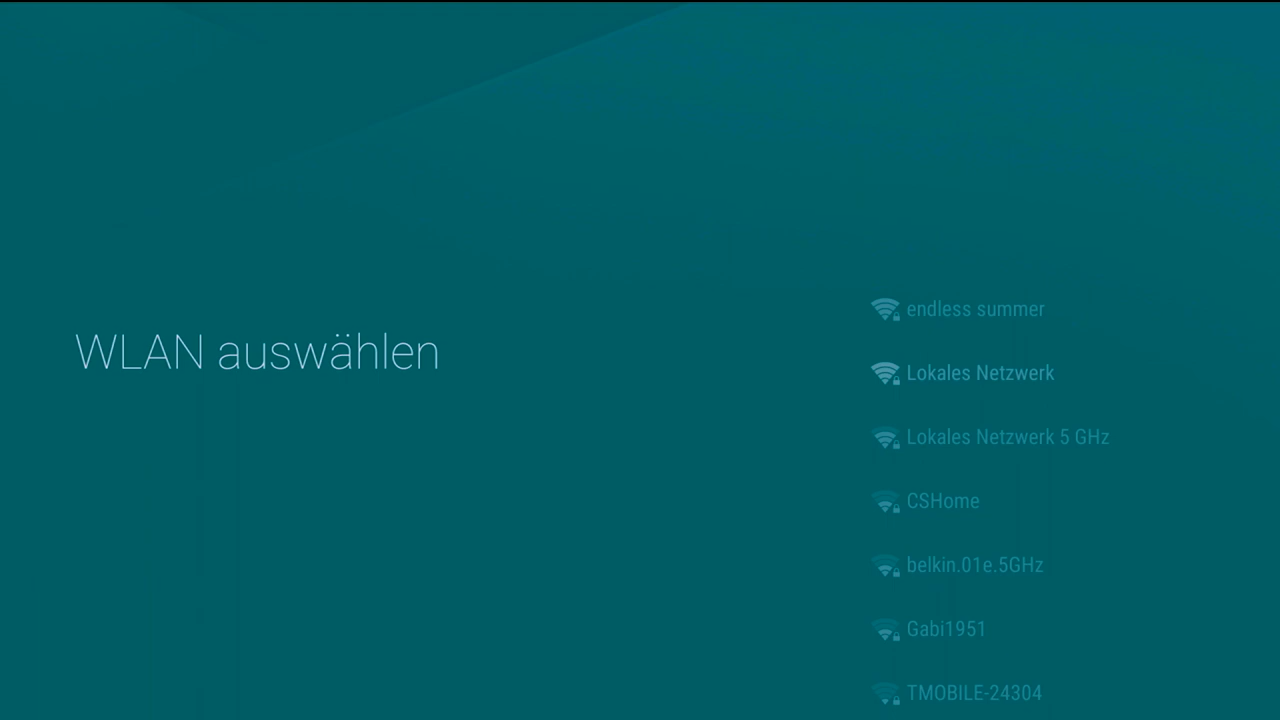 WLAN auswählen
endless summer
Lokales Netzwerk
Lokales Netzwerk 5 GHz
CSHome
belkin.01e.5GHz
Gabi1951
TMOBILE-24304